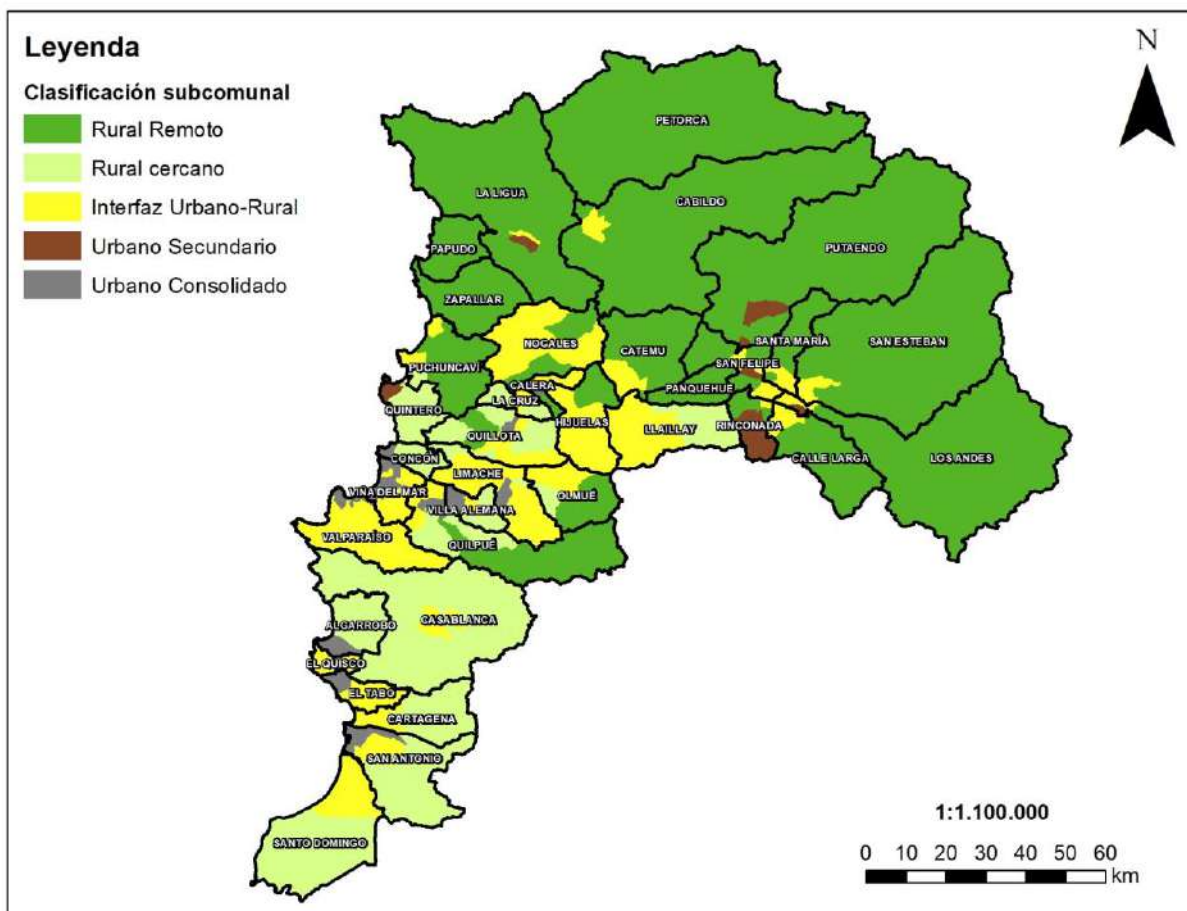 Leyenda
Clasificación subcomunal
Rural Remoto
Rural cercano
Interfaz Urbano-Rural
Urbano Secundario
Urbano Consolidado
N
PETORCA
LA LIGUA
CABILDO
PUTAENDO
PAPUDO
ZAPALLAR
NOGALES
CATEMU
SANTA MARÍA
SAN ESTEBAN
SAN FELIPE
PUCHUNCAVÍ
CALERA
PANQUEHUE
LA CRUZ
QUINTERO
HIJUELAS
LLAILLAY
RINCONADA
QUILLOTA
CALLE LARGA
LOS ANDES
CONCÓN
LIMACHE
VIÑA DEL MAR
OLMUÉ
VILLA ALEMANA
VALPARAÍSO
QUILPUÉ
CASABLANCA
ALGARROBO
EL QUISCO
EL TABO
CARTAGENA
SAN ANTONIO
SANTO DOMINGO
1:1.100.000
0 10 20 30 40 50 60
km